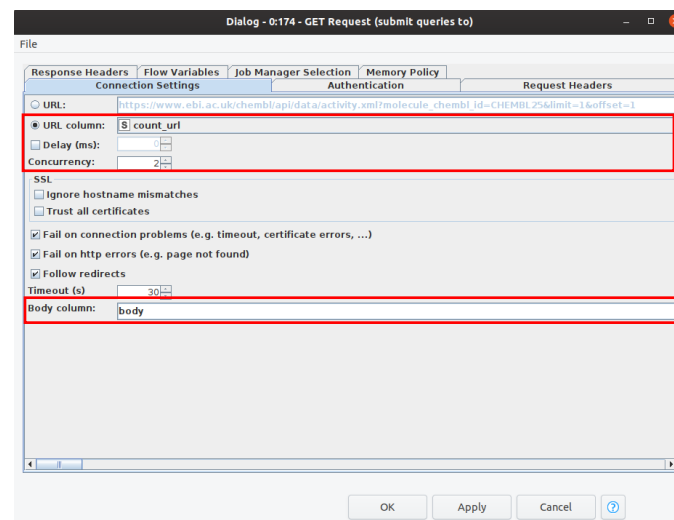 Dialog - 0:174 - GET Request (submit queries to)
File
Response Headers Flow Variables Job Manager Selection Memory Policy
Connection Settings Authentication Request Headers
URL: https://www.ebi.ac.uk/chembl/api/data/activity.xml?molecule_chembl_id=CHEMBL25&limit=1&offset=1
URL column: S count_url
Delay (ms): 0
Concurrency: 2
SSL
Ignore hostname mismatches
Trust all certificates
Fail on connection problems (e.g. timeout, certificate errors, ...)
Fail on http errors (e.g. page not found)
Follow redirects
Timeout (s) 30
Body column: body
OK Apply Cancel ?